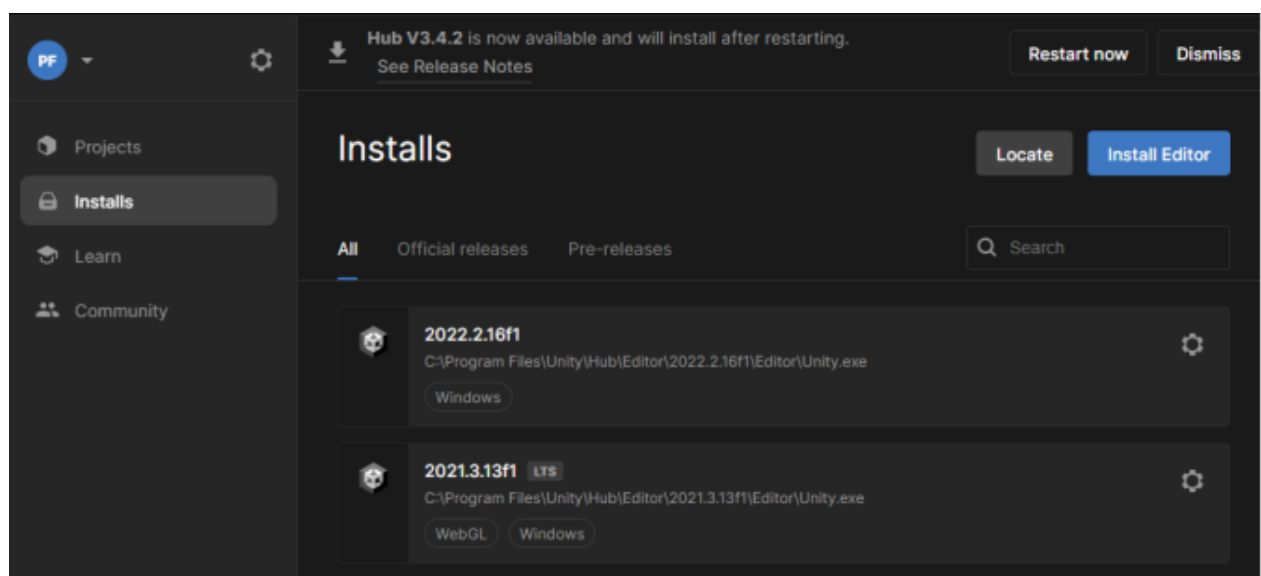 PF
Hub V3.4.2 is now available and will install after restarting.
See Release Notes
Restart now
Dismiss
Projects
Installs
Learn
Community
Installs
Locate
Install Editor
All
Official releases
Pre-releases
Search
2022.2.16f1
C:\Program Files\Unity\Hub\Editor\2022.2.16f1\Editor\Unity.exe
Windows
2021.3.13f1 LTS
C:\Program Files\Unity\Hub\Editor\2021.3.13f1\Editor\Unity.exe
WebGL Windows